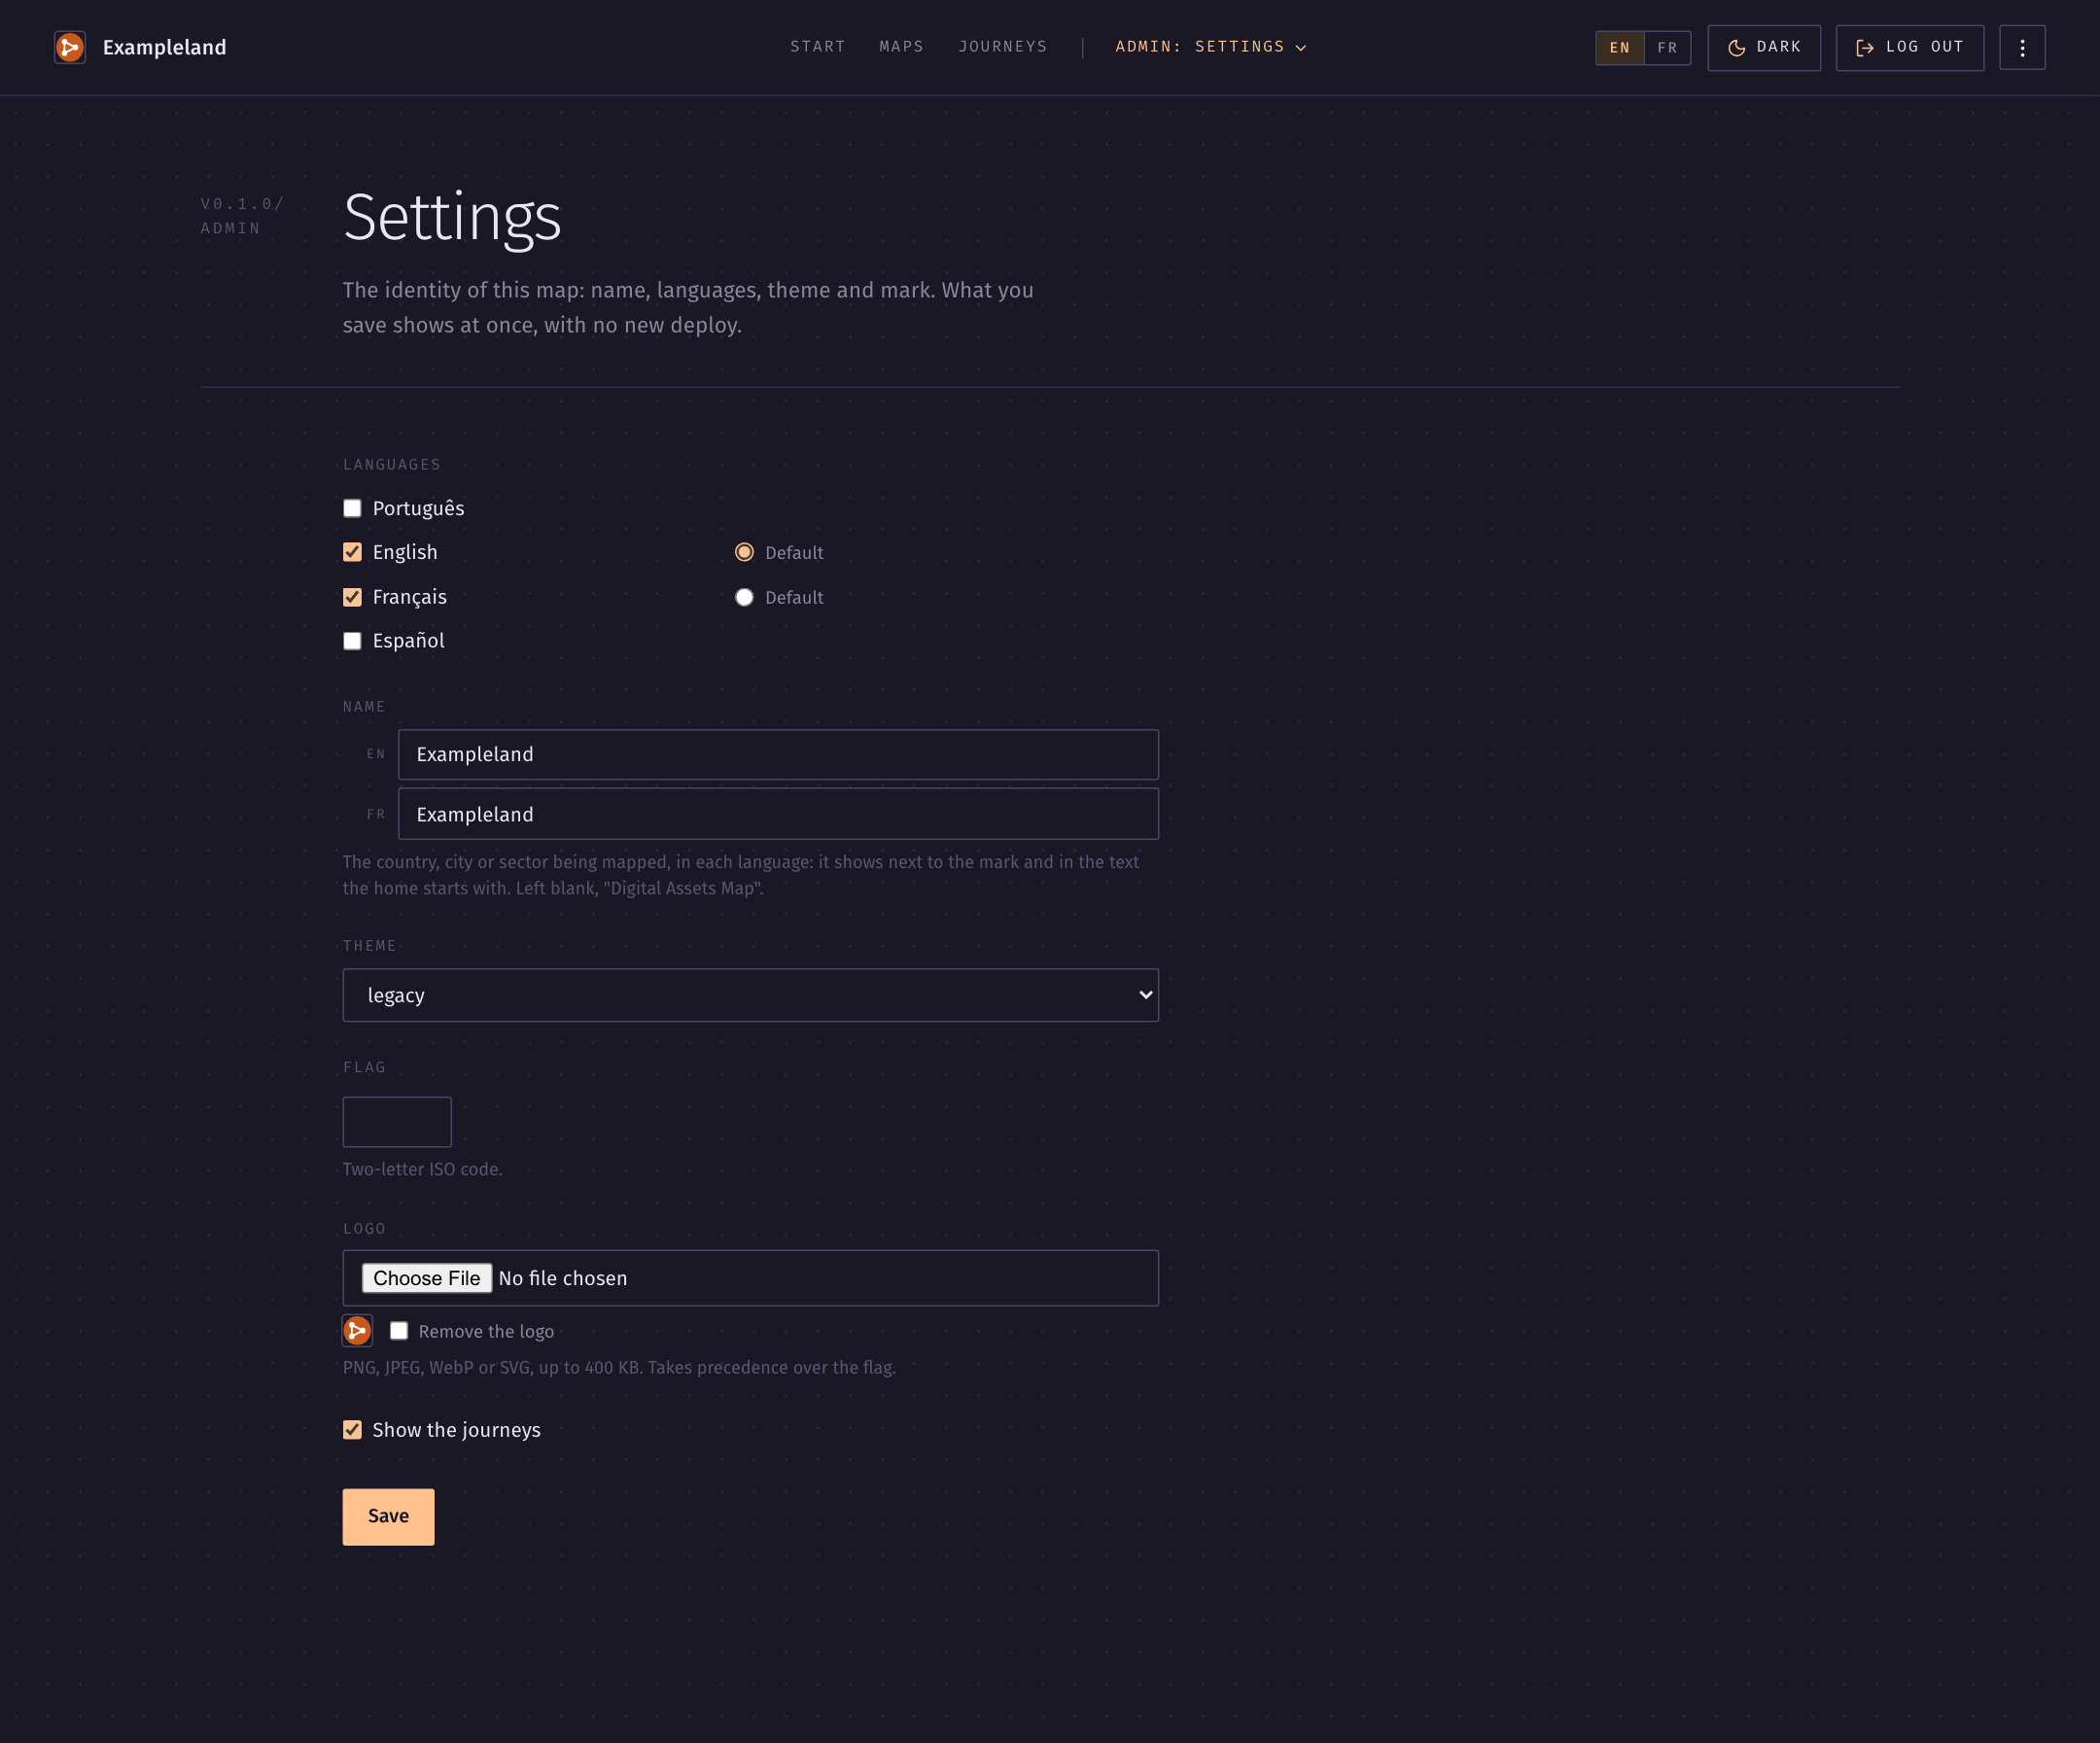 Exampleland
START MAPS JOURNEYS ADMIN: SETTINGS
EN FR DARK LOG OUT
V0.1.0/
ADMIN
Settings
The identity of this map: name, languages, theme and mark. What you
save shows at once, with no new deploy.
LANGUAGES
Português
English Default
Français Default
Español
NAME
EN Exampleland
FR Exampleland
The country, city or sector being mapped, in each language: it shows next to the mark and in the text
the home starts with. Left blank, "Digital Assets Map".
THEME
legacy
FLAG
Two-letter ISO code.
LOGO
Choose File No file chosen
Remove the logo
PNG, JPEG, WebP or SVG, up to 400 KB. Takes precedence over the flag.
Show the journeys
Save